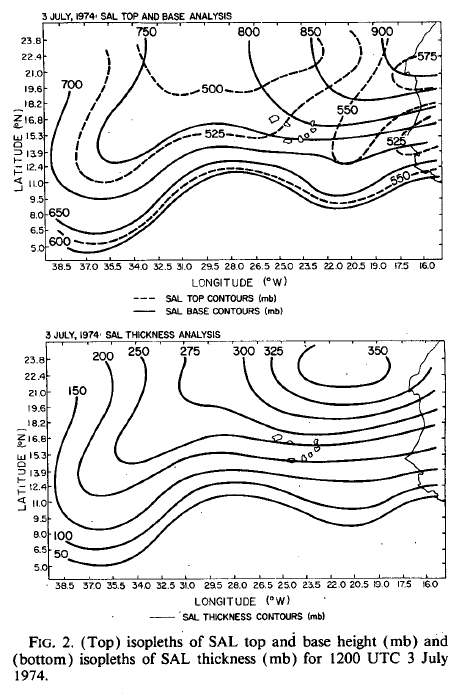 3 JULY, 1974: SAL TOP AND BASE ANALYSIS
750 800 850 900
23.8
22.4
21.0
19.6
18.2
16.8
15.3
13.9
12.4
11.0
9.5
8.0
6.5
5.0
LATITUDE (°N)
700
650
600
500
525
550
575
525
550
38.5 37.0 35.5 34.0 32.5 31.0 29.5 28.0 26.5 25.0 23.5 22.0 20.5 19.0 17.5 16.0
LONGITUDE (°W)
--- SAL TOP CONTOURS (mb)
— SAL BASE CONTOURS (mb)
3 JULY, 1974: SAL THICKNESS ANALYSIS
200 250 275 300 325 350
150
100
50
23.8
22.4
21.0
19.6
18.2
16.8
15.3
13.9
12.4
11.0
9.5
8.0
6.5
5.0
LATITUDE (°N)
38.5 37.0 35.5 34.0 32.5 31.0 29.5 28.0 26.5 25.0 23.5 22.0 20.5 19.0 17.5 16.0
LONGITUDE (°W)
— SAL THICKNESS CONTOURS (mb)
FIG. 2. (Top) isopleths of SAL top and base height (mb) and
(bottom) isopleths of SAL thickness (mb) for 1200 UTC 3 July
1974.